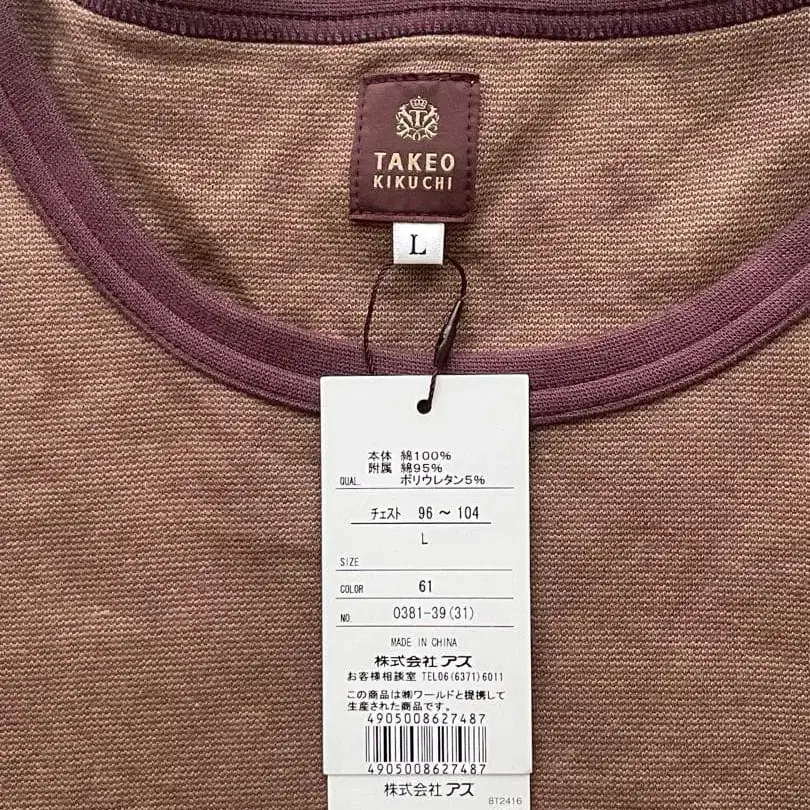 TAKEO
KIKUCHI
L
本体 綿100%
附属 綿95%
QUAL. ポリウレタン5%
チェスト 96 ~ 104
L
SIZE
COLOR 61
NO. 0381-39(31)
MADE IN CHINA
株式会社 アズ
お客様相談室 TEL06(6371)6011
この商品は㈱ワールドと提携して
生産された商品です。
4905008627487
4905008627487
株式会社 アズ
8T2416